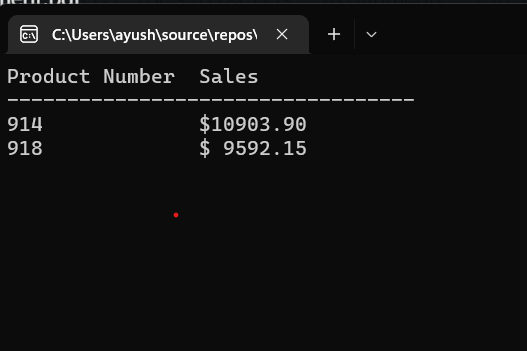 C:\Users\ayush\source\repos\
Product Number  Sales
----------------------------------
914             $10903.90
918             $ 9592.15